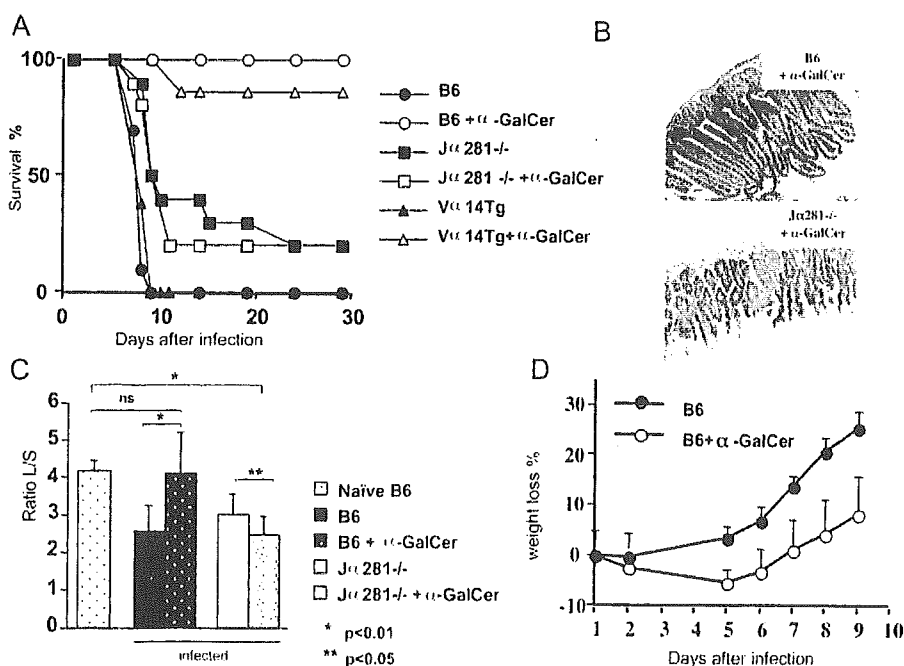 A
100
50
0
Survival %
0
10
20
30
Days after infection
B6
B6 + α-GalCer
Jα 281-/-
Jα 281 -/- +α-GalCer
Vα 14Tg
Vα 14Tg+α-GalCer
B
B6
+ α-GalCer
Jα281-/-
+ α-GalCer
C
*
ns
*
**
6
5
4
3
2
1
0
Ratio L/S
infected
Naïve B6
B6
B6 + α-GalCer
Jα 281-/-
Jα 281-/- +α-GalCer
* p<0.01
** p<0.05
D
B6
B6+ α -GalCer
30
20
10
0
-10
weight loss %
1 2 3 4 5 6 7 8 9 10
Days after infection